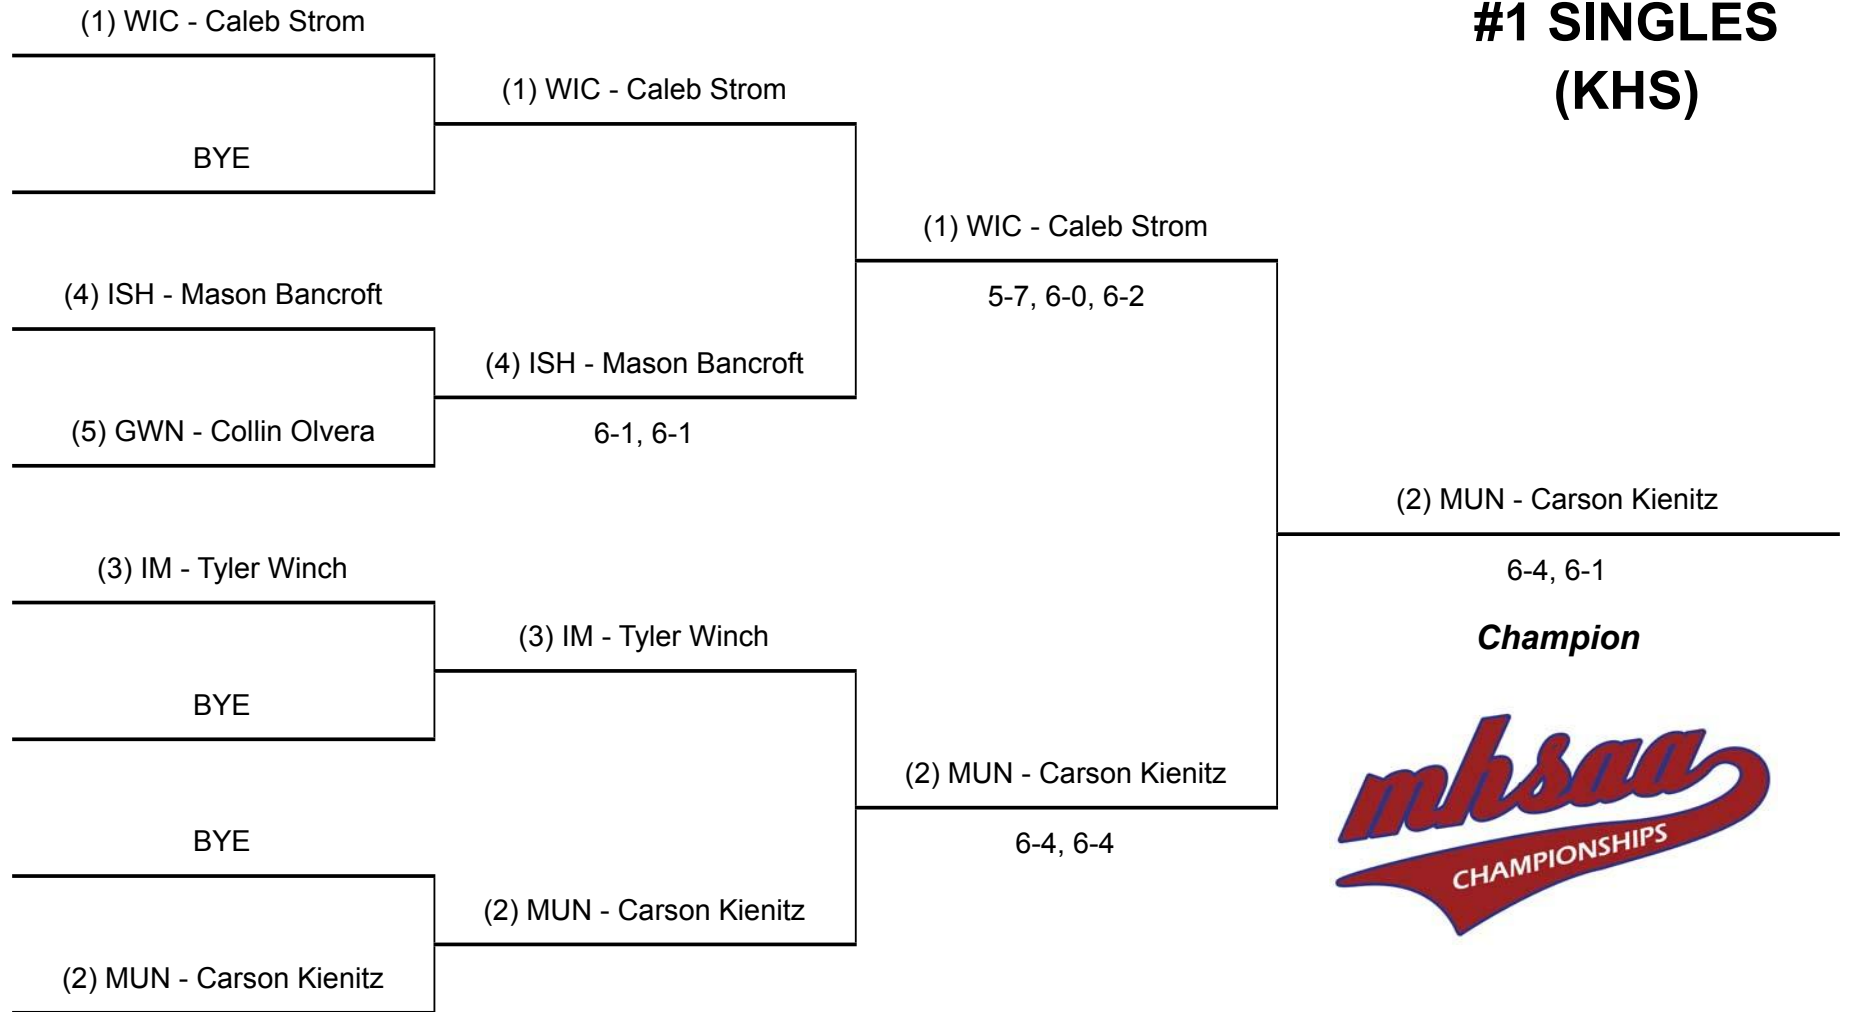 #1 SINGLES
(KHS)
(1) WIC - Caleb Strom
BYE
(4) ISH - Mason Bancroft
(5) GWN - Collin Olvera
(3) IM - Tyler Winch
BYE
BYE
(2) MUN - Carson Kienitz
(1) WIC - Caleb Strom
(4) ISH - Mason Bancroft
6-1, 6-1
(3) IM - Tyler Winch
(2) MUN - Carson Kienitz
(1) WIC - Caleb Strom
5-7, 6-0, 6-2
(2) MUN - Carson Kienitz
6-4, 6-4
(2) MUN - Carson Kienitz
6-4, 6-1
Champion
mhsaa
CHAMPIONSHIPS